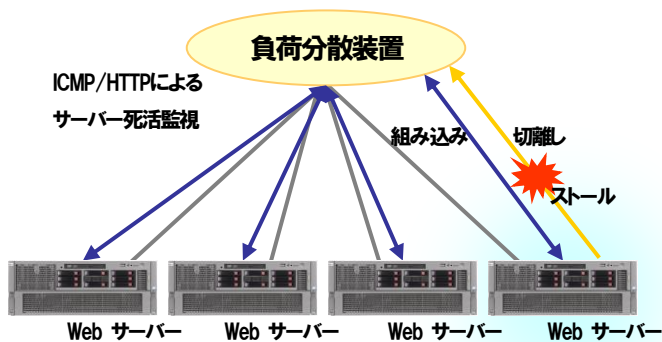 負荷分散装置
ICMP/HTTPによる
サーバー死活監視
組み込み
切離し
ストール
Web サーバー
Web サーバー
Web サーバー
Web サーバー